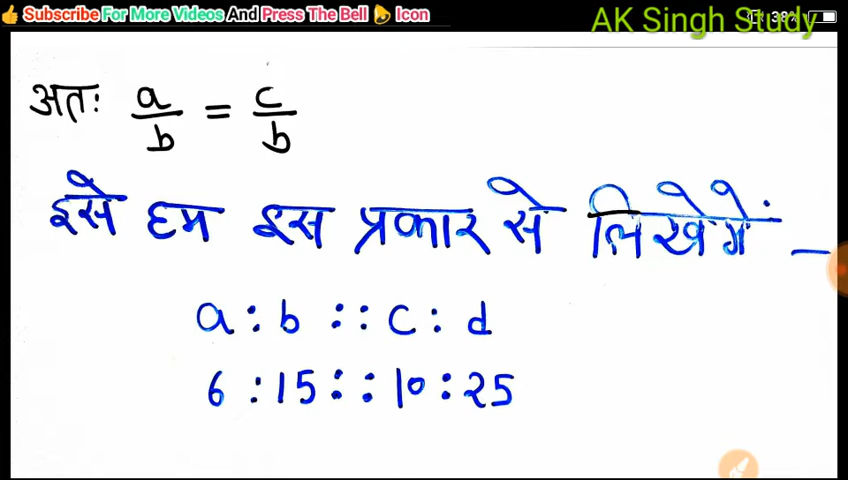 👍 Subscribe For More Videos And Press The Bell 🔔 Icon
AK Singh Study
38%
अतः a/b = c/b
इसे हम इस प्रकार से लिखेगें –
a : b :: c : d
6 : 15 :: 10 : 25